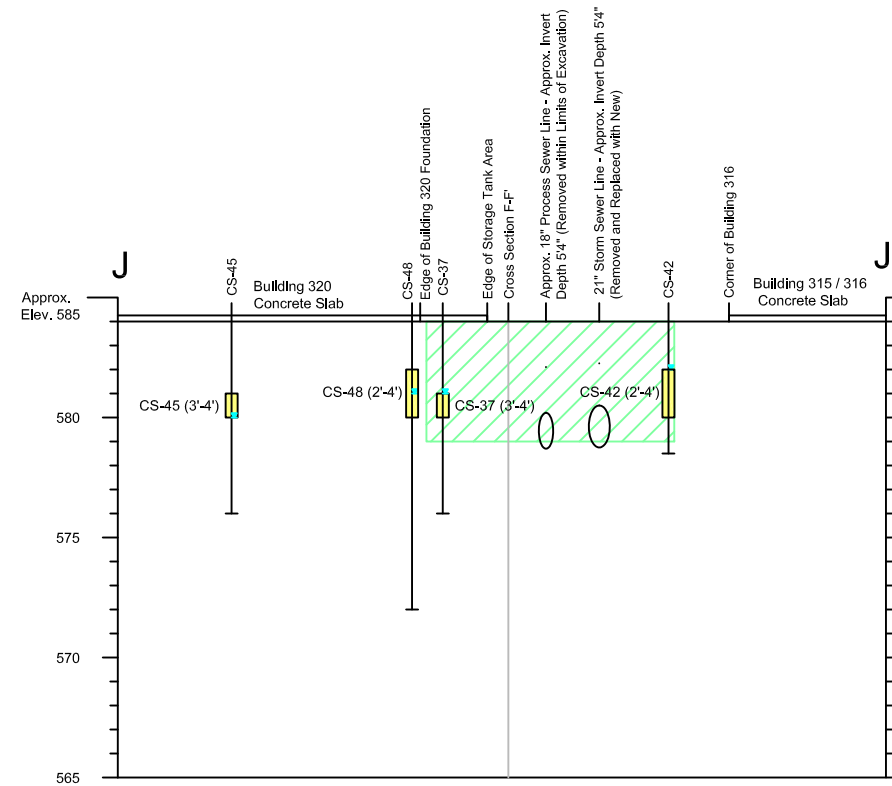 Edge of Building 320 Foundation
Edge of Storage Tank Area
Cross Section F-F'
Approx. 18" Process Sewer Line - Approx. Invert
Depth 5'4" (Removed within Limits of Excavation)
21" Storm Sewer Line - Approx. Invert Depth 5'4"
(Removed and Replaced with New)
Corner of Building 316
J
CS-45
CS-48
CS-37
CS-42
J
Building 320
Concrete Slab
Building 315 / 316
Concrete Slab
Approx.
Elev. 585
CS-45 (3'-4')
CS-48 (2'-4')
CS-37 (3'-4')
CS-42 (2'-4')
580
575
570
565